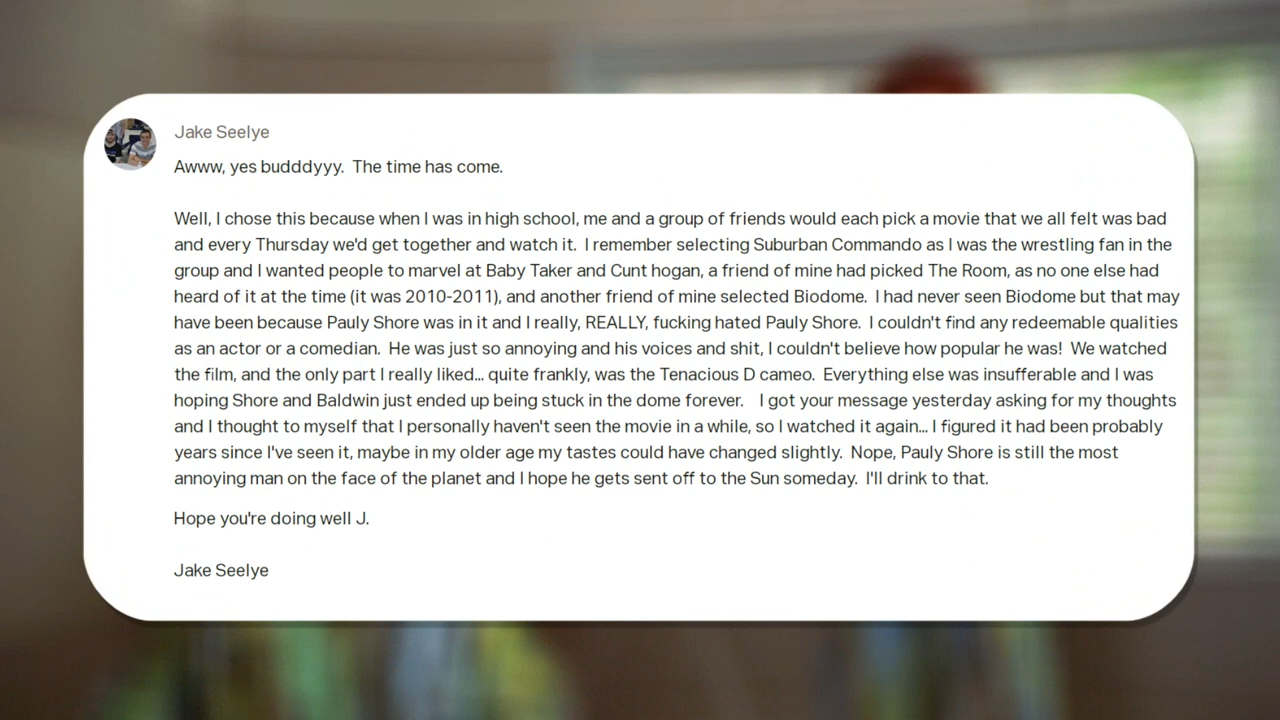 Jake Seelye
Awww, yes budddyyy.  The time has come.
Well, I chose this because when I was in high school, me and a group of friends would each pick a movie that we all felt was bad
and every Thursday we'd get together and watch it.  I remember selecting Suburban Commando as I was the wrestling fan in the
group and I wanted people to marvel at Baby Taker and Cunt hogan, a friend of mine had picked The Room, as no one else had
heard of it at the time (it was 2010-2011), and another friend of mine selected Biodome.  I had never seen Biodome but that may
have been because Pauly Shore was in it and I really, REALLY, fucking hated Pauly Shore.  I couldn't find any redeemable qualities
as an actor or a comedian.  He was just so annoying and his voices and shit, I couldn't believe how popular he was!  We watched
the film, and the only part I really liked... quite frankly, was the Tenacious D cameo.  Everything else was insufferable and I was
hoping Shore and Baldwin just ended up being stuck in the dome forever.   I got your message yesterday asking for my thoughts
and I thought to myself that I personally haven't seen the movie in a while, so I watched it again... I figured it had been probably
years since I've seen it, maybe in my older age my tastes could have changed slightly.  Nope, Pauly Shore is still the most
annoying man on the face of the planet and I hope he gets sent off to the Sun someday.  I'll drink to that.
Hope you're doing well J.
Jake Seelye